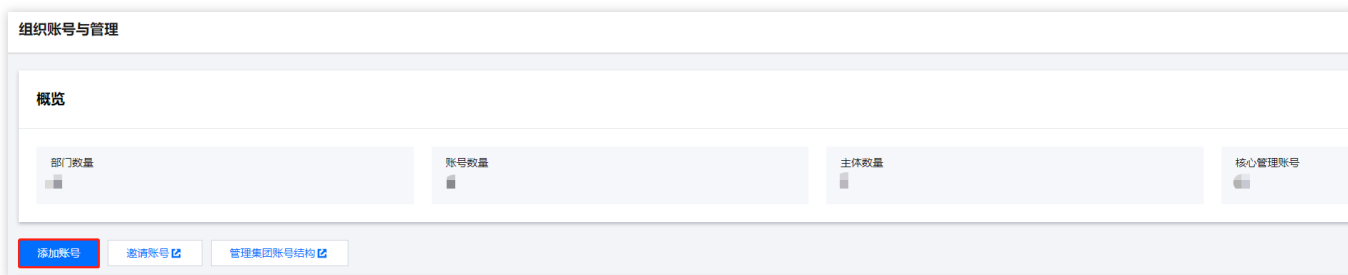 组织账号与管理
概览
部门数量 账号数量 主体数量 核心管理账号
添加账号 邀请账号 管理集团账号结构